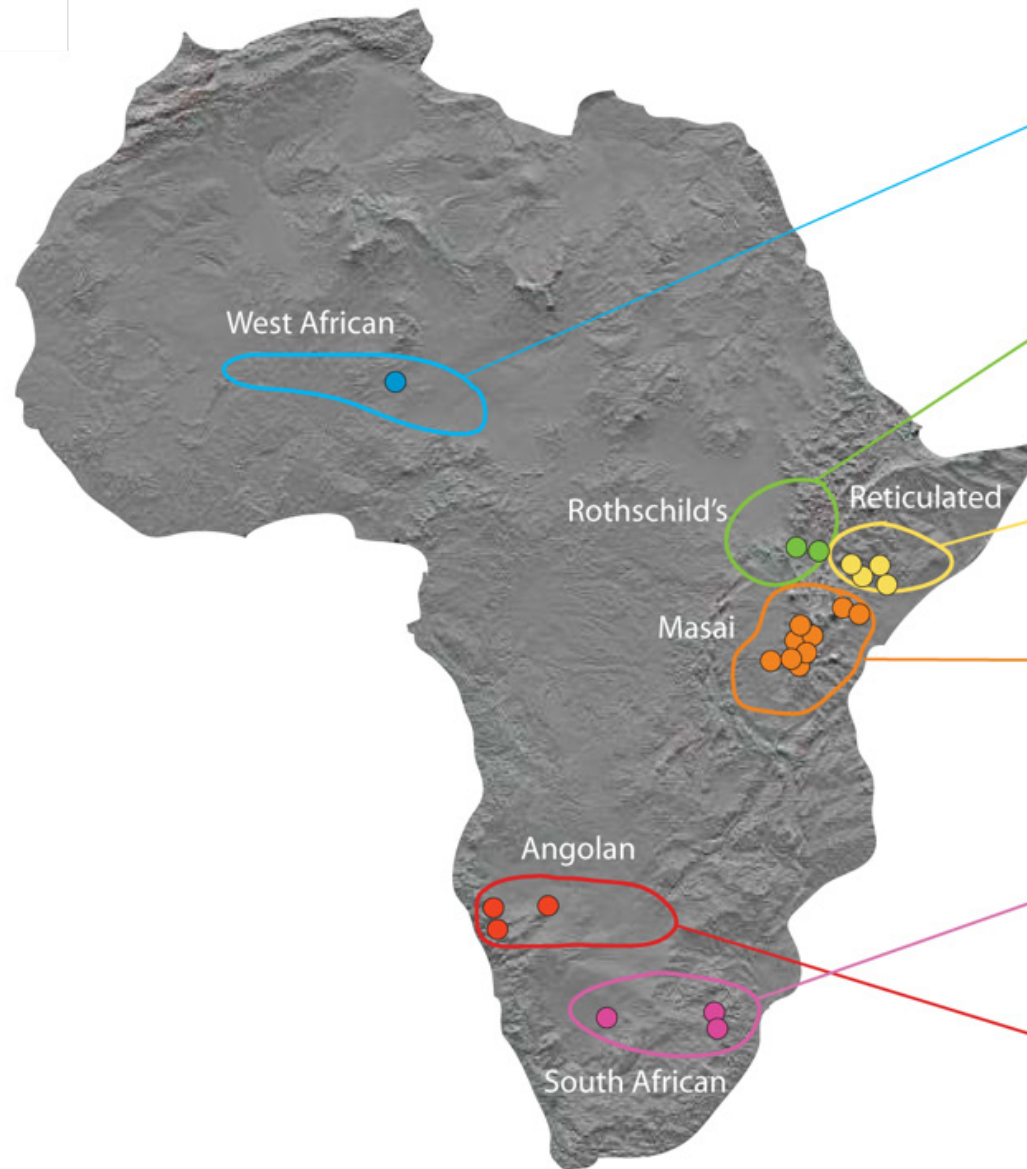 West African
Rothschild's
Reticulated
Masai
Angolan
South African